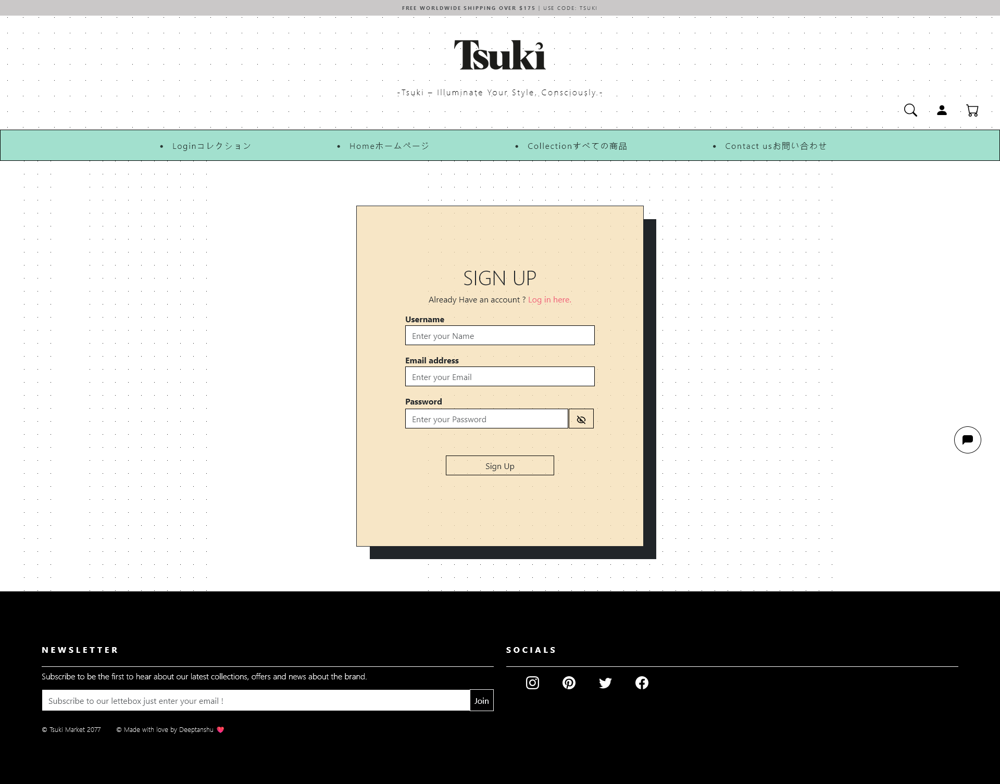 FREE WORLDWIDE SHIPPING OVER $175 | USE CODE: TSUKI
Tsuki
-Tsuki – Illuminate Your Style, Consciously.-
• Loginコレクション
• Homeホームページ
• Collectionすべての商品
• Contact usお問い合わせ
SIGN UP
Already Have an account ? Log in here.
Username
Enter your Name
Email address
Enter your Email
Password
Enter your Password
Sign Up
NEWSLETTER
Subscribe to be the first to hear about our latest collections, offers and news about the brand.
Subscribe to our lettebox just enter your email !
Join
© Tsuki Market 2077
© Made with love by Deeptanshu ❤️
SOCIALS